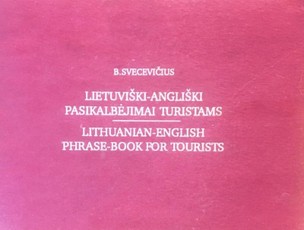 B.SVECEVIČIUS
LIETUVIŠKI-ANGLIŠKI
PASIKALBĖJIMAI TURISTAMS
LITHUANIAN-ENGLISH
PHRASE-BOOK FOR TOURISTS